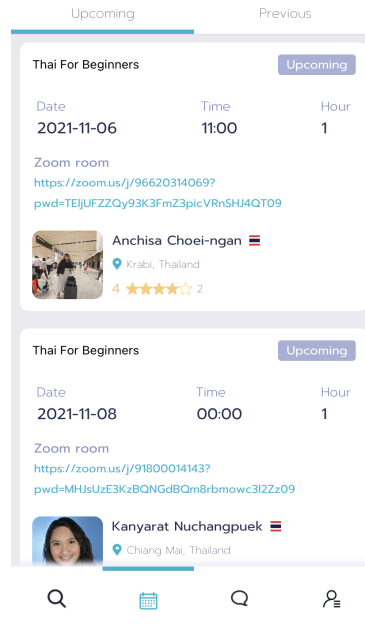 Upcoming Previous
Thai For Beginners Upcoming
Date Time Hour
2021-11-06 11:00 1
Zoom room
https://zoom.us/j/96620314069?
pwd=TEljUFZZQy93K3FmZ3picVRnSHJ4QT09
Anchisa Choei-ngan
Krabi, Thailand
4 2
Thai For Beginners Upcoming
Date Time Hour
2021-11-08 00:00 1
Zoom room
https://zoom.us/j/91800014143?
pwd=MHJsUzE3KzBQNGdBQm8rbmowc3I2Zz09
Kanyarat Nuchangpuek
Chiang Mai, Thailand